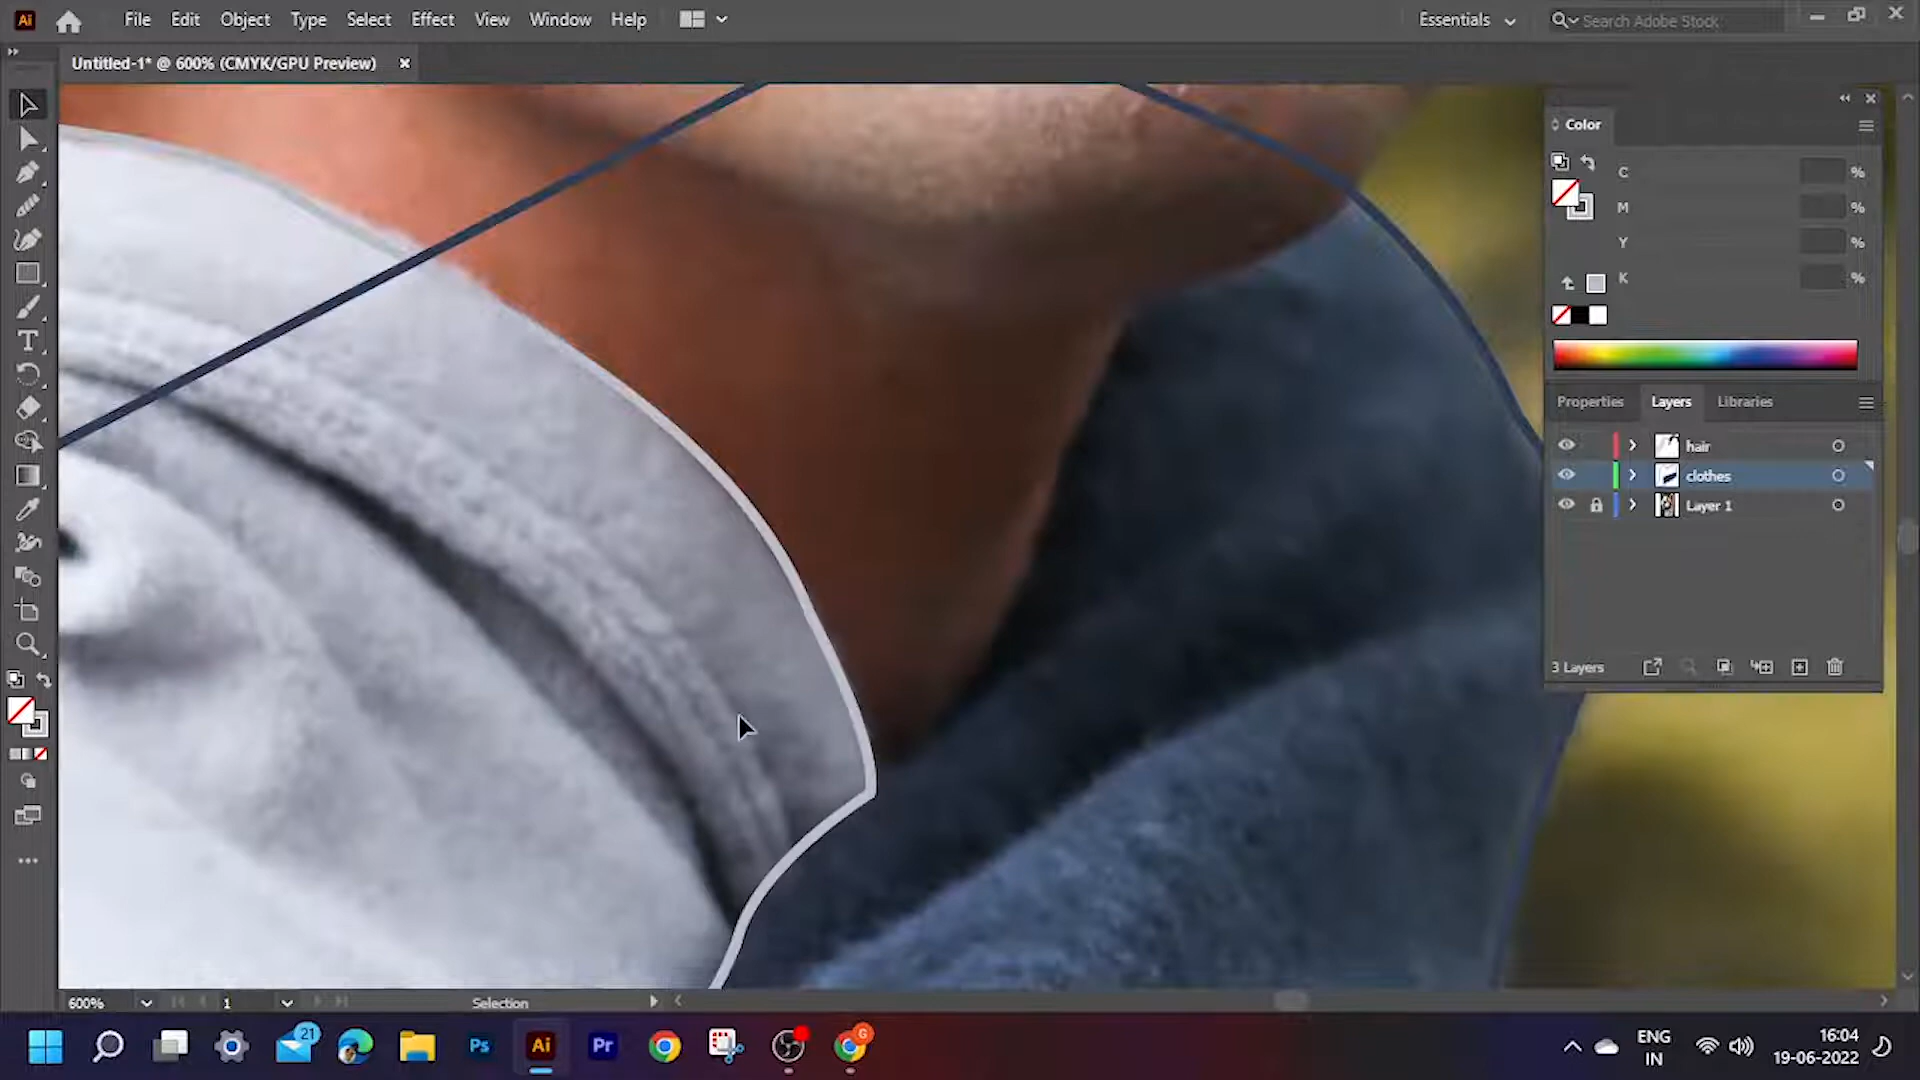 Ai File Edit Object Type Select Effect View Window Help Essentials Search Adobe Stock
Untitled-1* @ 600% (CMYK/GPU Preview)
Color
C %
M %
Y %
K %
Properties Layers Libraries
hair
clothes
Layer 1
3 Layers
600% 1 Selection
21
Ps Ai Pr G
ENG
IN
16:04
19-06-2022